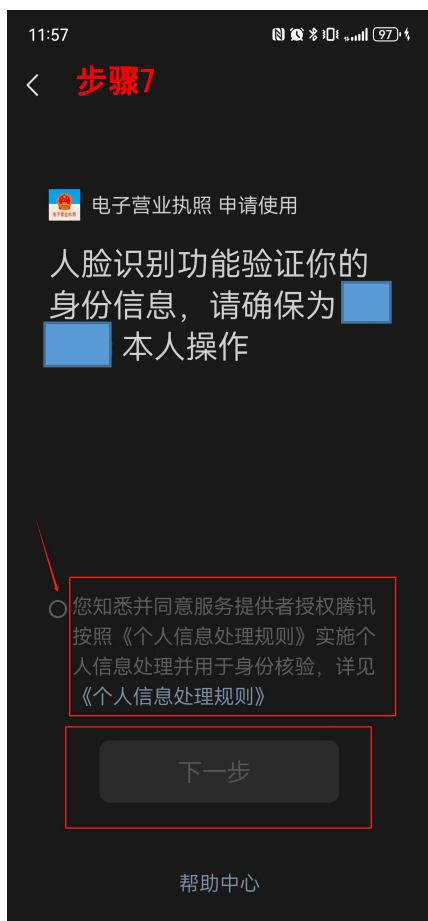 11:57
97
步骤7
电子营业执照 申请使用
人脸识别功能验证你的
身份信息，请确保为
本人操作
您知悉并同意服务提供者授权腾讯
按照《个人信息处理规则》实施个
人信息处理并用于身份核验，详见
《个人信息处理规则》
下一步
帮助中心